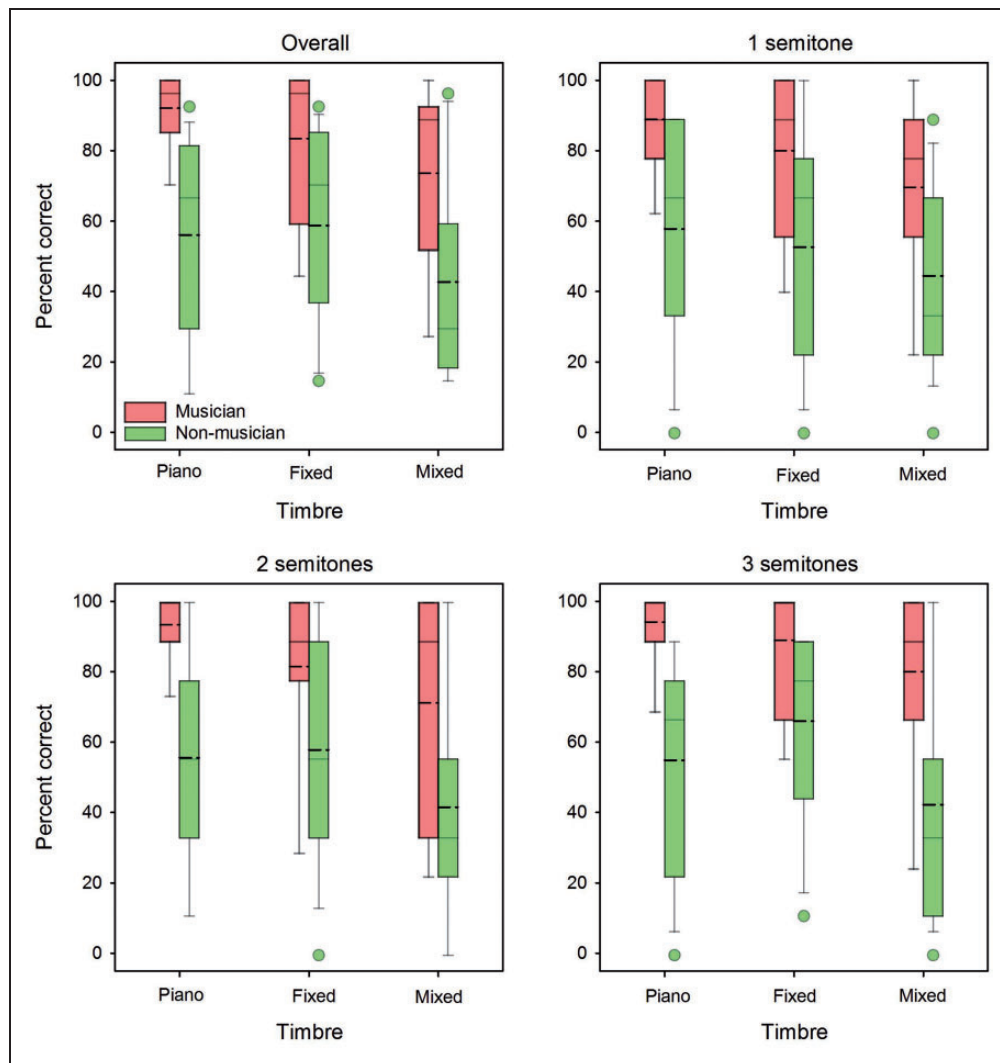 Overall
Percent correct
100
80
60
40
20
0
Musician
Non-musician
Piano Fixed Mixed
Timbre
1 semitone
100
80
60
40
20
0
Piano Fixed Mixed
Timbre
2 semitones
Percent correct
100
80
60
40
20
0
Piano Fixed Mixed
Timbre
3 semitones
100
80
60
40
20
0
Piano Fixed Mixed
Timbre